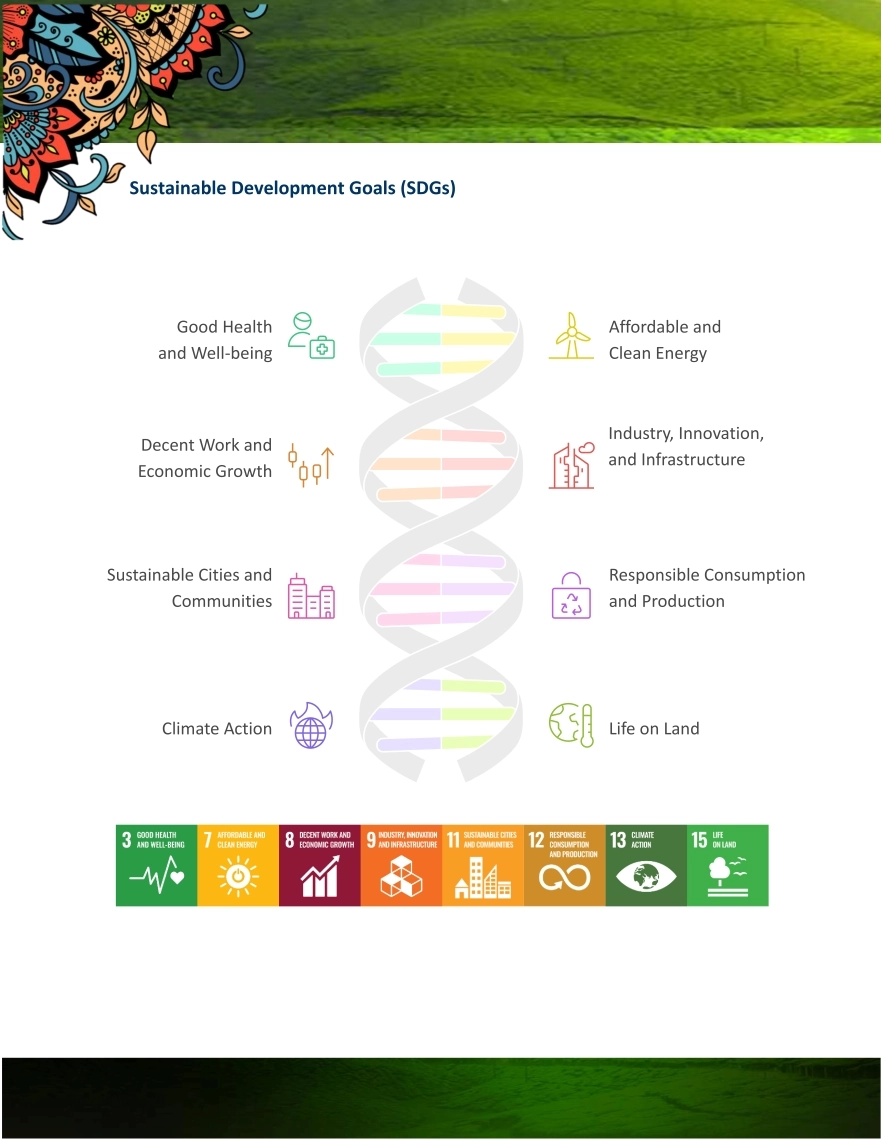 Sustainable Development Goals (SDGs)
Good Health
and Well-being
Affordable and
Clean Energy
Decent Work and
Economic Growth
Industry, Innovation,
and Infrastructure
Sustainable Cities and
Communities
Responsible Consumption
and Production
Climate Action
Life on Land
3 GOOD HEALTH
AND WELL-BEING
7 AFFORDABLE AND
CLEAN ENERGY
8 DECENT WORK AND
ECONOMIC GROWTH
9 INDUSTRY, INNOVATION
AND INFRASTRUCTURE
11 SUSTAINABLE CITIES
AND COMMUNITIES
12 RESPONSIBLE
CONSUMPTION
AND PRODUCTION
13 CLIMATE
ACTION
15 LIFE
ON LAND